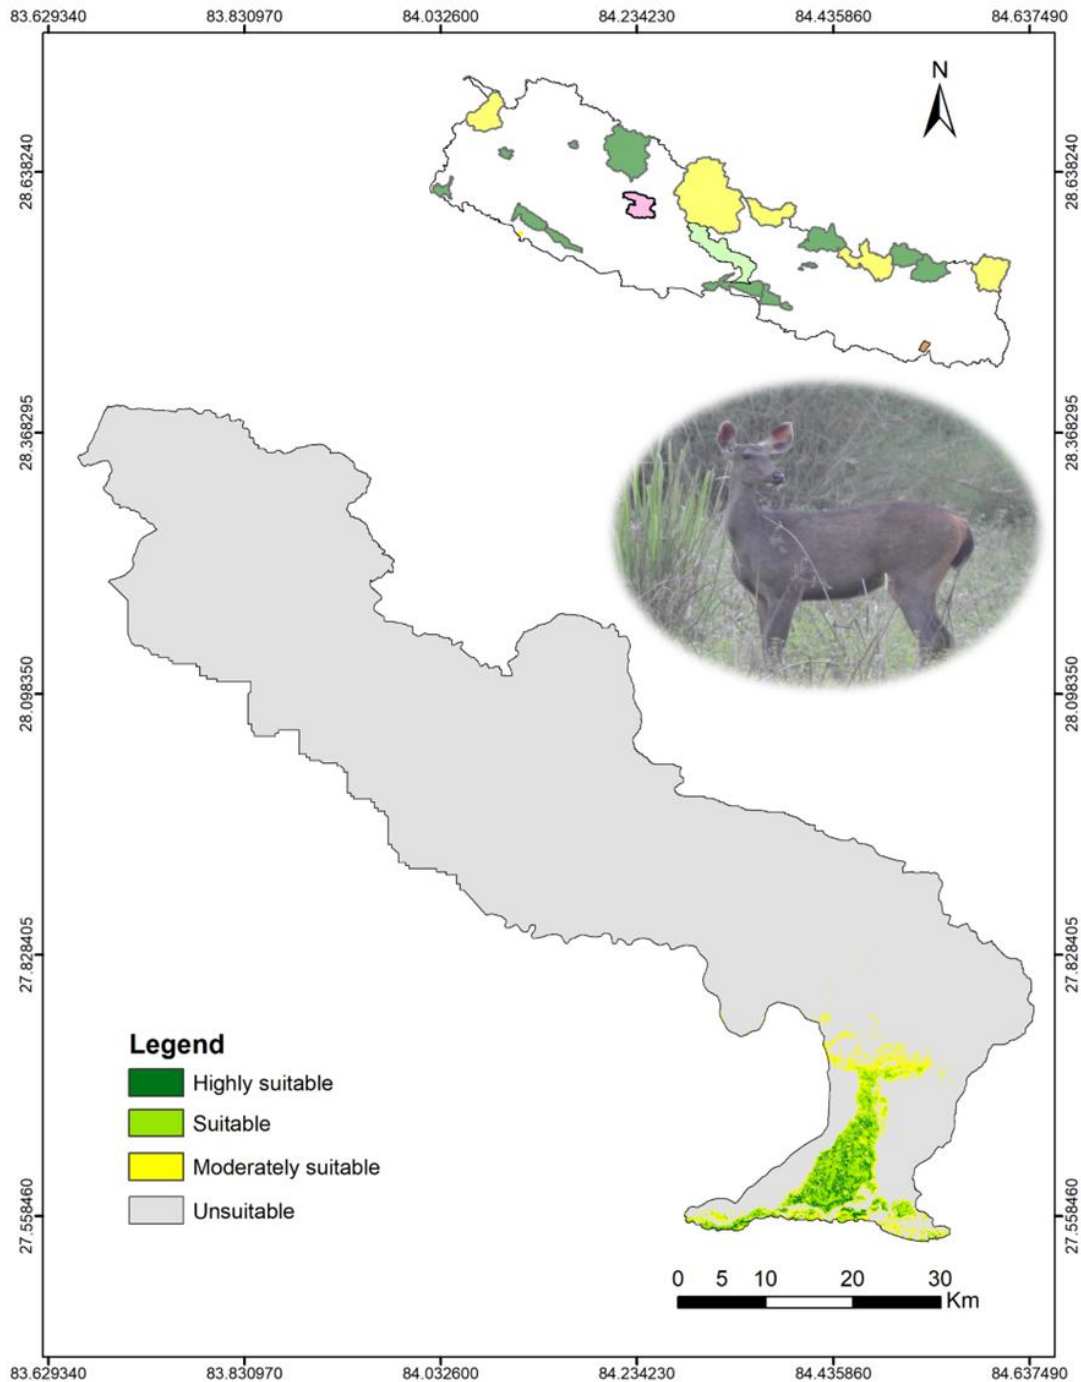 83.629340 83.830970 84.032600 84.234230 84.435860 84.637490
N
28.638240 28.638240
28.368295 28.368295
28.098350 28.098350
27.828405 27.828405
Legend
Highly suitable
Suitable
Moderately suitable
Unsuitable
27.558460 27.558460
0 5 10 20 30
Km
83.629340 83.830970 84.032600 84.234230 84.435860 84.637490